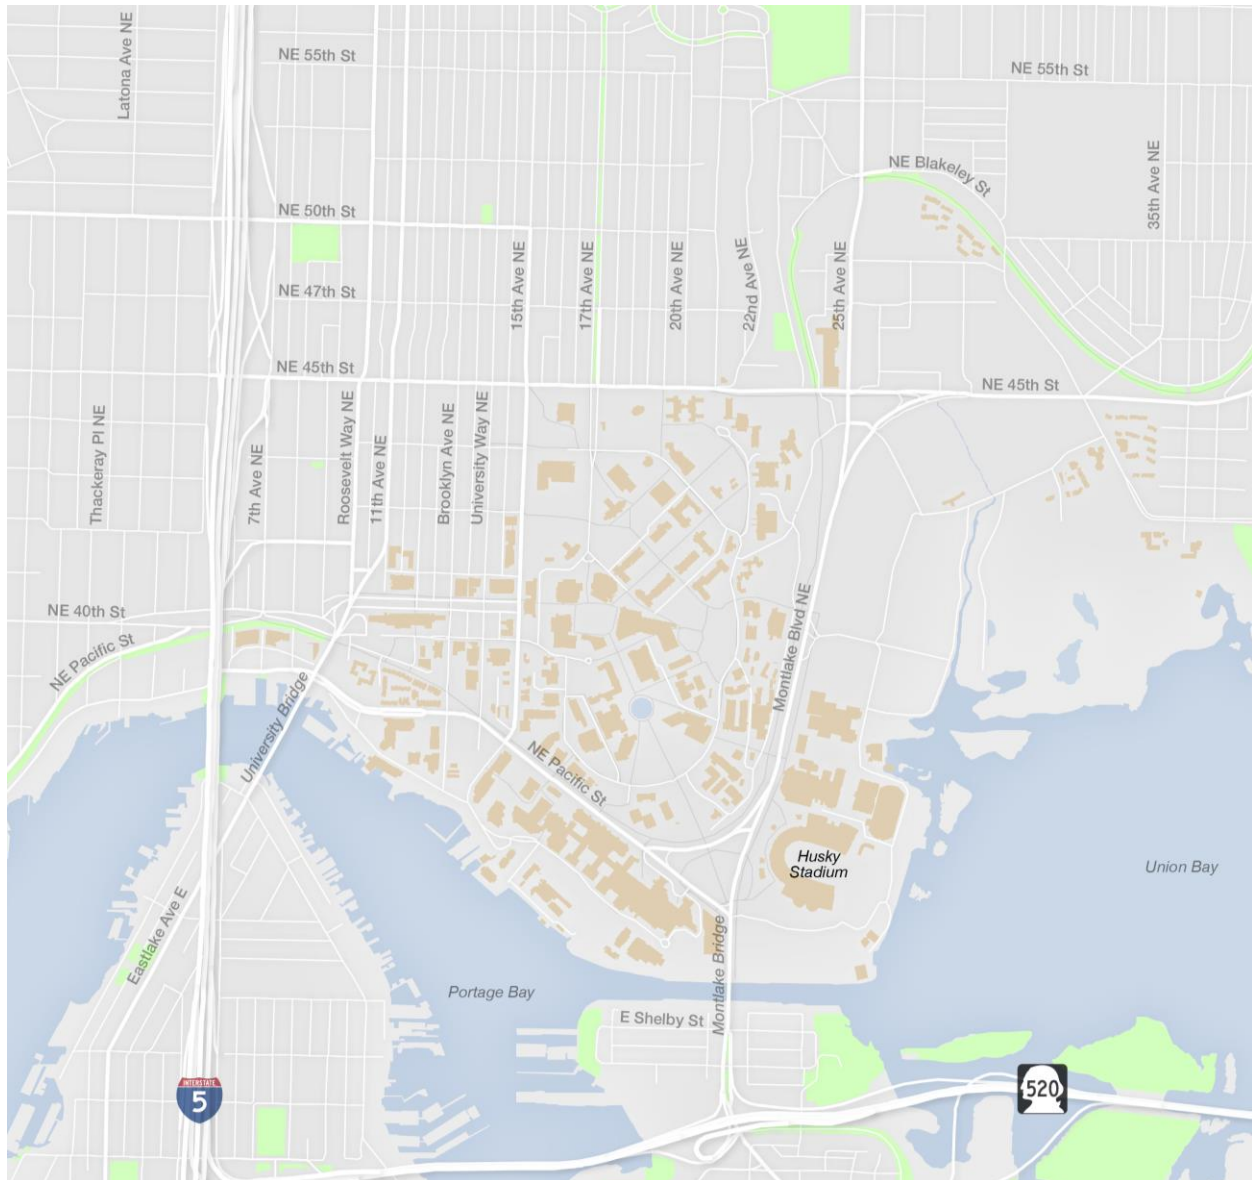 Latona Ave NE
NE 55th St
NE 55th St
NE Blakeley St
35th Ave NE
NE 50th St
15th Ave NE
17th Ave NE
20th Ave NE
22nd Ave NE
25th Ave NE
NE 47th St
NE 45th St
NE 45th St
Thackeray Pl NE
7th Ave NE
Roosevelt Way NE
11th Ave NE
Brooklyn Ave NE
University Way NE
NE 40th St
NE Pacific St
Montlake Blvd NE
University Bridge
NE Pacific St
Husky
Stadium
Union Bay
Eastlake Ave E
Portage Bay
Montlake Bridge
E Shelby St
INTERSTATE
5
520